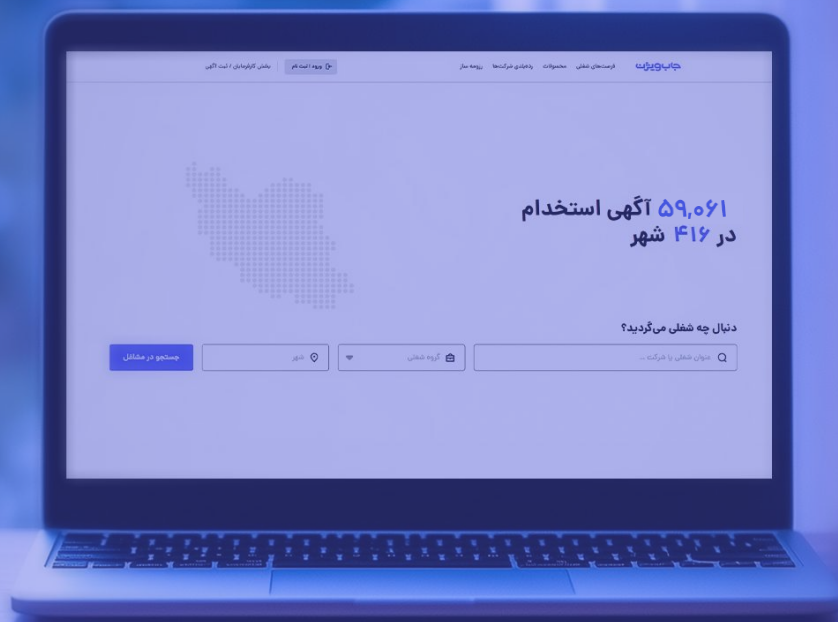 جاب‌ویژن
فرصت‌های شغلی
محصولات
رده‌بندی شرکت‌ها
رزومه ساز
ورود / ثبت نام
بخش کارفرمایان / ثبت آگهی
۵۹,۰۶۱ آگهی استخدام
در ۴۱۶ شهر
دنبال چه شغلی می‌گردید؟
عنوان شغلی یا شرکت ...
گروه شغلی
شهر
جستجو در مشاغل